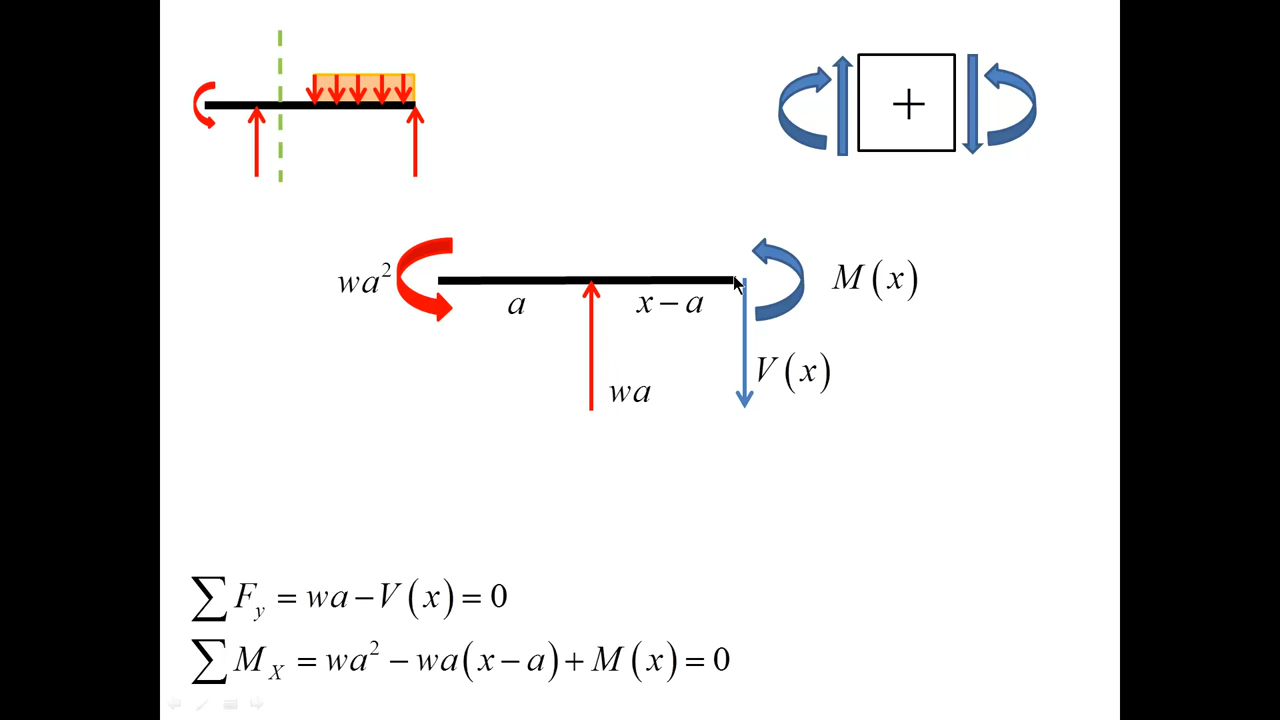 +
wa²
M(x)
a
x − a
V(x)
wa
∑F_y = wa − V(x) = 0
∑M_X = wa² − wa(x − a) + M(x) = 0